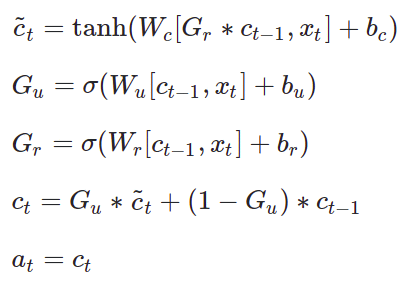 c̃ₜ = tanh(W_c[G_r * c_{t−1}, x_t] + b_c)
G_u = σ(W_u[c_{t−1}, x_t] + b_u)
G_r = σ(W_r[c_{t−1}, x_t] + b_r)
c_t = G_u * c̃_t + (1 − G_u) * c_{t−1}
a_t = c_t